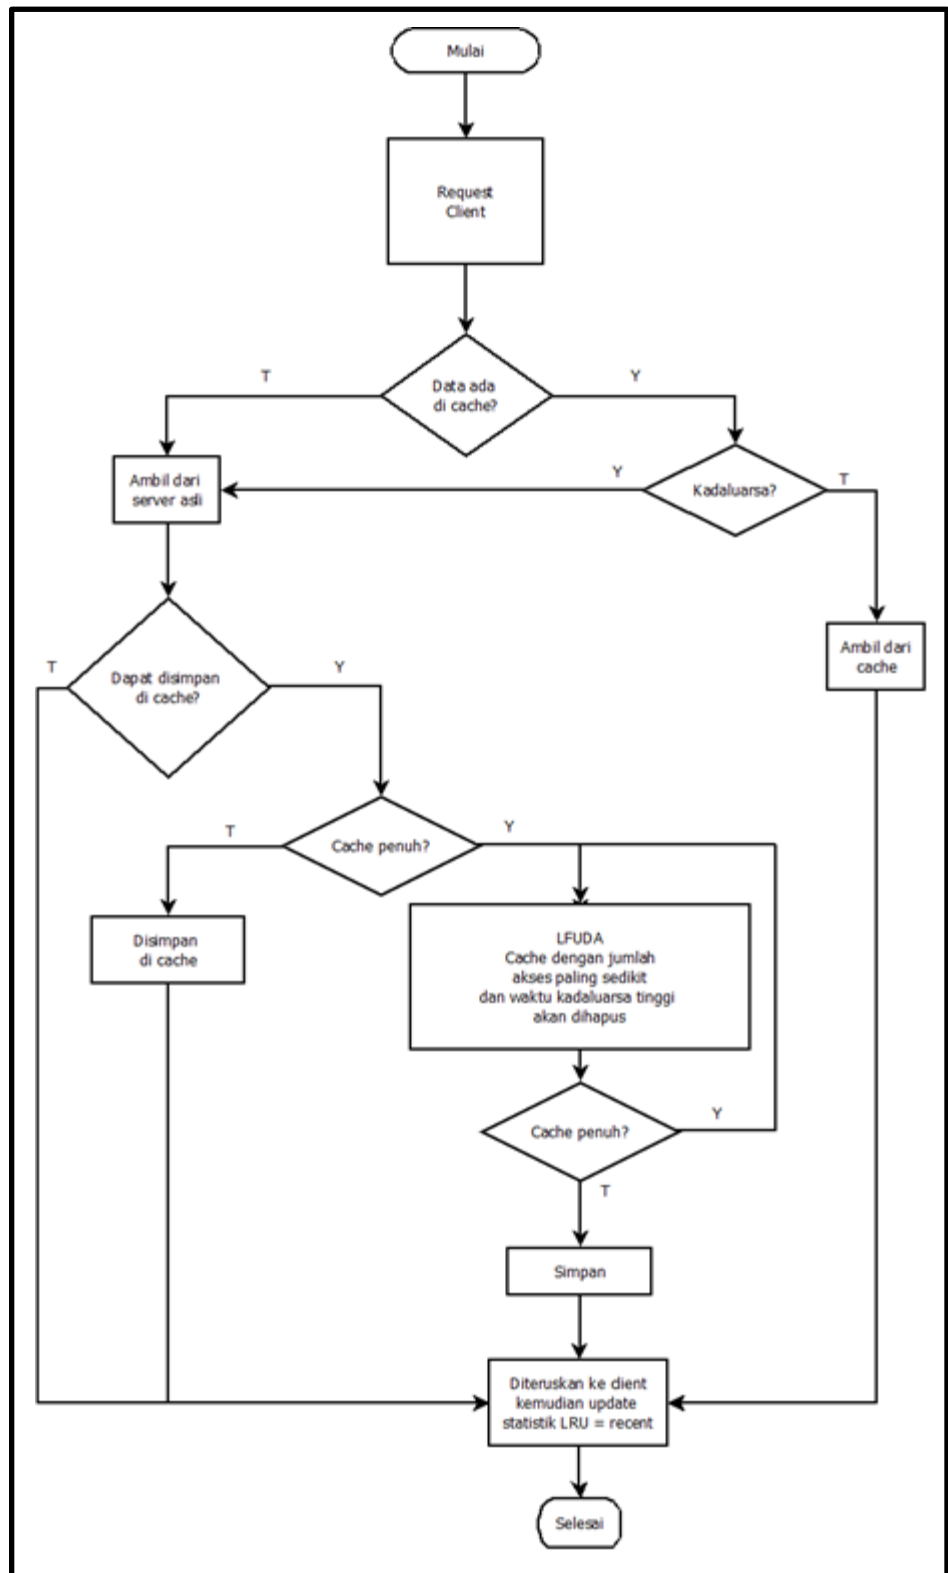 Mulai
Request
Client
Data ada
di cache?
T
Y
Ambil dari
server asli
Y
Kadaluarsa?
T
Ambil dari
cache
T
Dapat disimpan
di cache?
Y
T
Cache penuh?
Y
Disimpan
di cache
LFUDA
Cache dengan jumlah
akses paling sedikit
dan waktu kadaluarsa tinggi
akan dihapus
Cache penuh?
Y
T
Simpan
Diteruskan ke client
kemudian update
statistik LRU = recent
Selesai